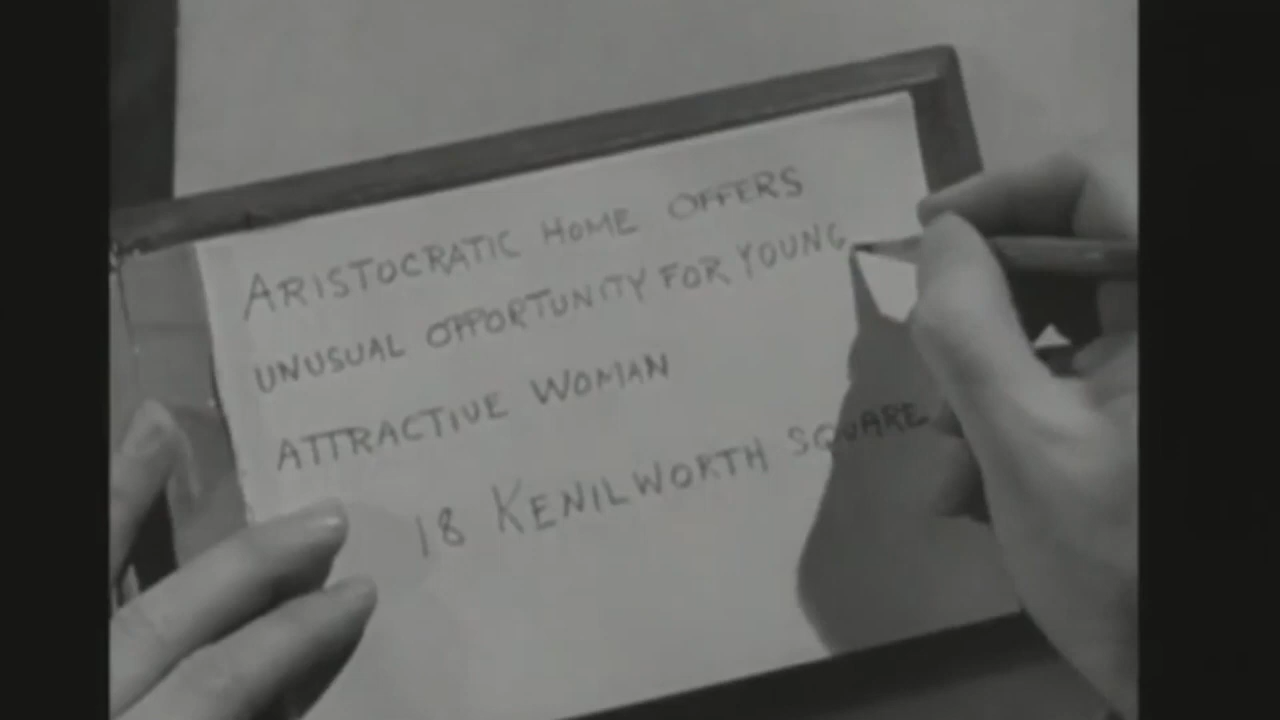 ARISTOCRATIC HOME OFFERS
UNUSUAL OPPORTUNITY FOR YOUNG
ATTRACTIVE WOMAN
18 KENILWORTH SQUARE